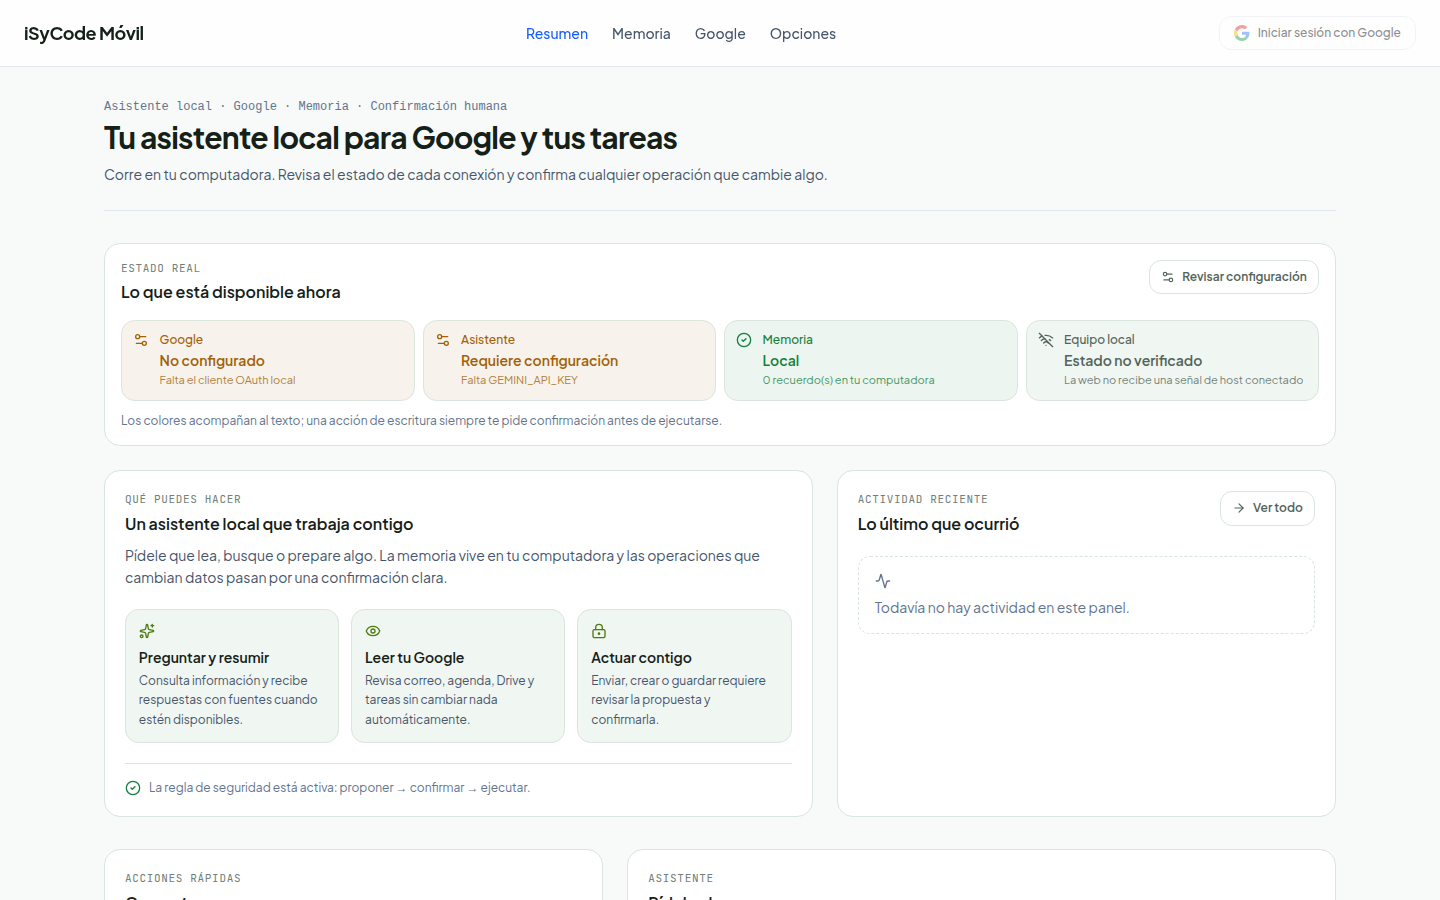 iSyCode Móvil
Resumen
Memoria
Google
Opciones
Iniciar sesión con Google
Asistente local · Google · Memoria · Confirmación humana
Tu asistente local para Google y tus tareas
Corre en tu computadora. Revisa el estado de cada conexión y confirma cualquier operación que cambie algo.
ESTADO REAL
Lo que está disponible ahora
Revisar configuración
Google
No configurado
Falta el cliente OAuth local
Asistente
Requiere configuración
Falta GEMINI_API_KEY
Memoria
Local
0 recuerdo(s) en tu computadora
Equipo local
Estado no verificado
La web no recibe una señal de host conectado
Los colores acompañan al texto; una acción de escritura siempre te pide confirmación antes de ejecutarse.
QUÉ PUEDES HACER
Un asistente local que trabaja contigo
Pídele que lea, busque o prepare algo. La memoria vive en tu computadora y las operaciones que
cambian datos pasan por una confirmación clara.
Preguntar y resumir
Consulta información y recibe
respuestas con fuentes cuando
estén disponibles.
Leer tu Google
Revisa correo, agenda, Drive y
tareas sin cambiar nada
automáticamente.
Actuar contigo
Enviar, crear o guardar requiere
revisar la propuesta y
confirmarla.
La regla de seguridad está activa: proponer → confirmar → ejecutar.
ACTIVIDAD RECIENTE
Lo último que ocurrió
Ver todo
Todavía no hay actividad en este panel.
ACCIONES RÁPIDAS
ASISTENTE